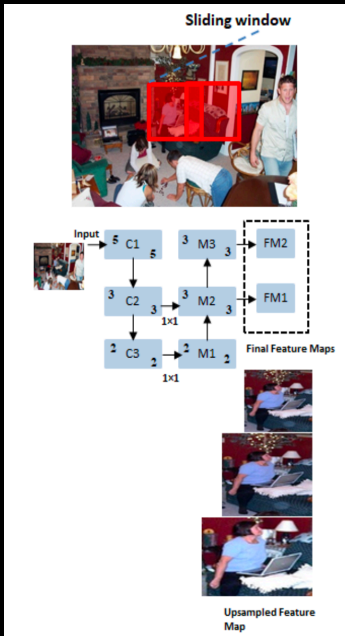 Sliding window
Input
5 C1 5
3 M3 3
FM2
3 C2 3
1×1
3 M2 3
FM1
2 C3 2
1×1
2 M1 2
Final Feature Maps
Upsampled Feature
Map